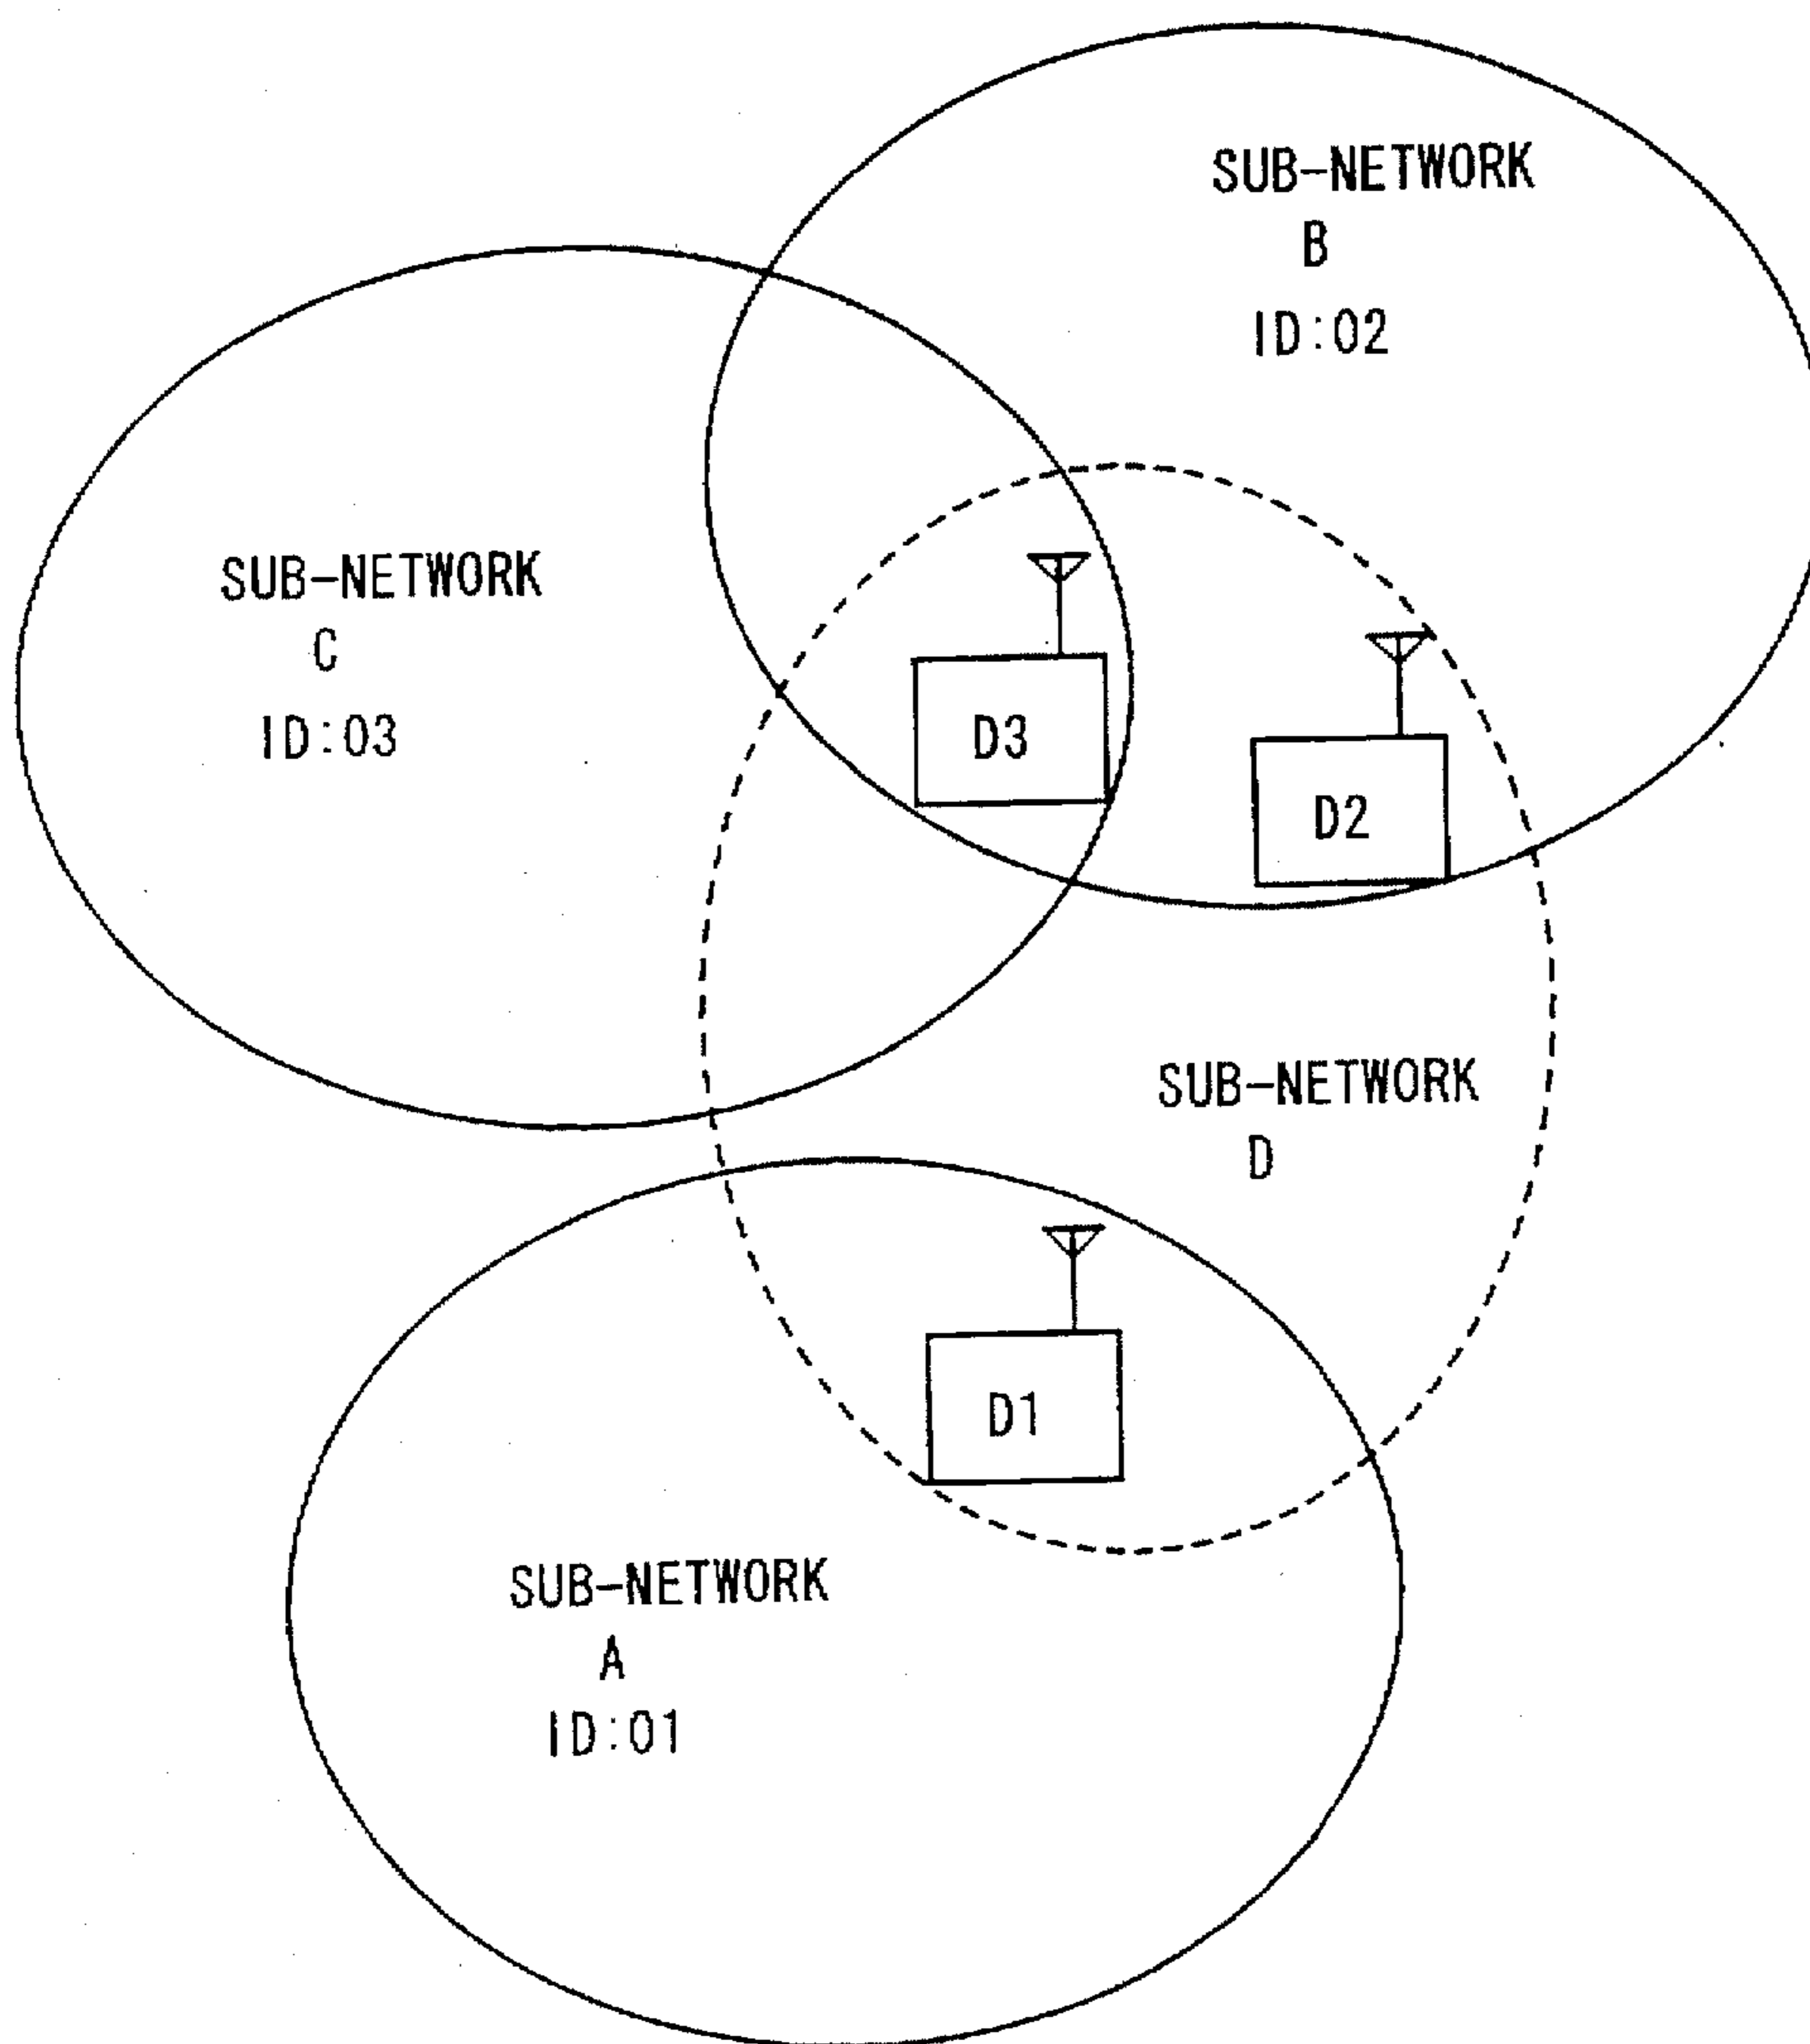 SUB-NETWORK
B
ID:02
SUB-NETWORK
C
ID:03
D3
D2
SUB-NETWORK
D
D1
SUB-NETWORK
A
ID:01